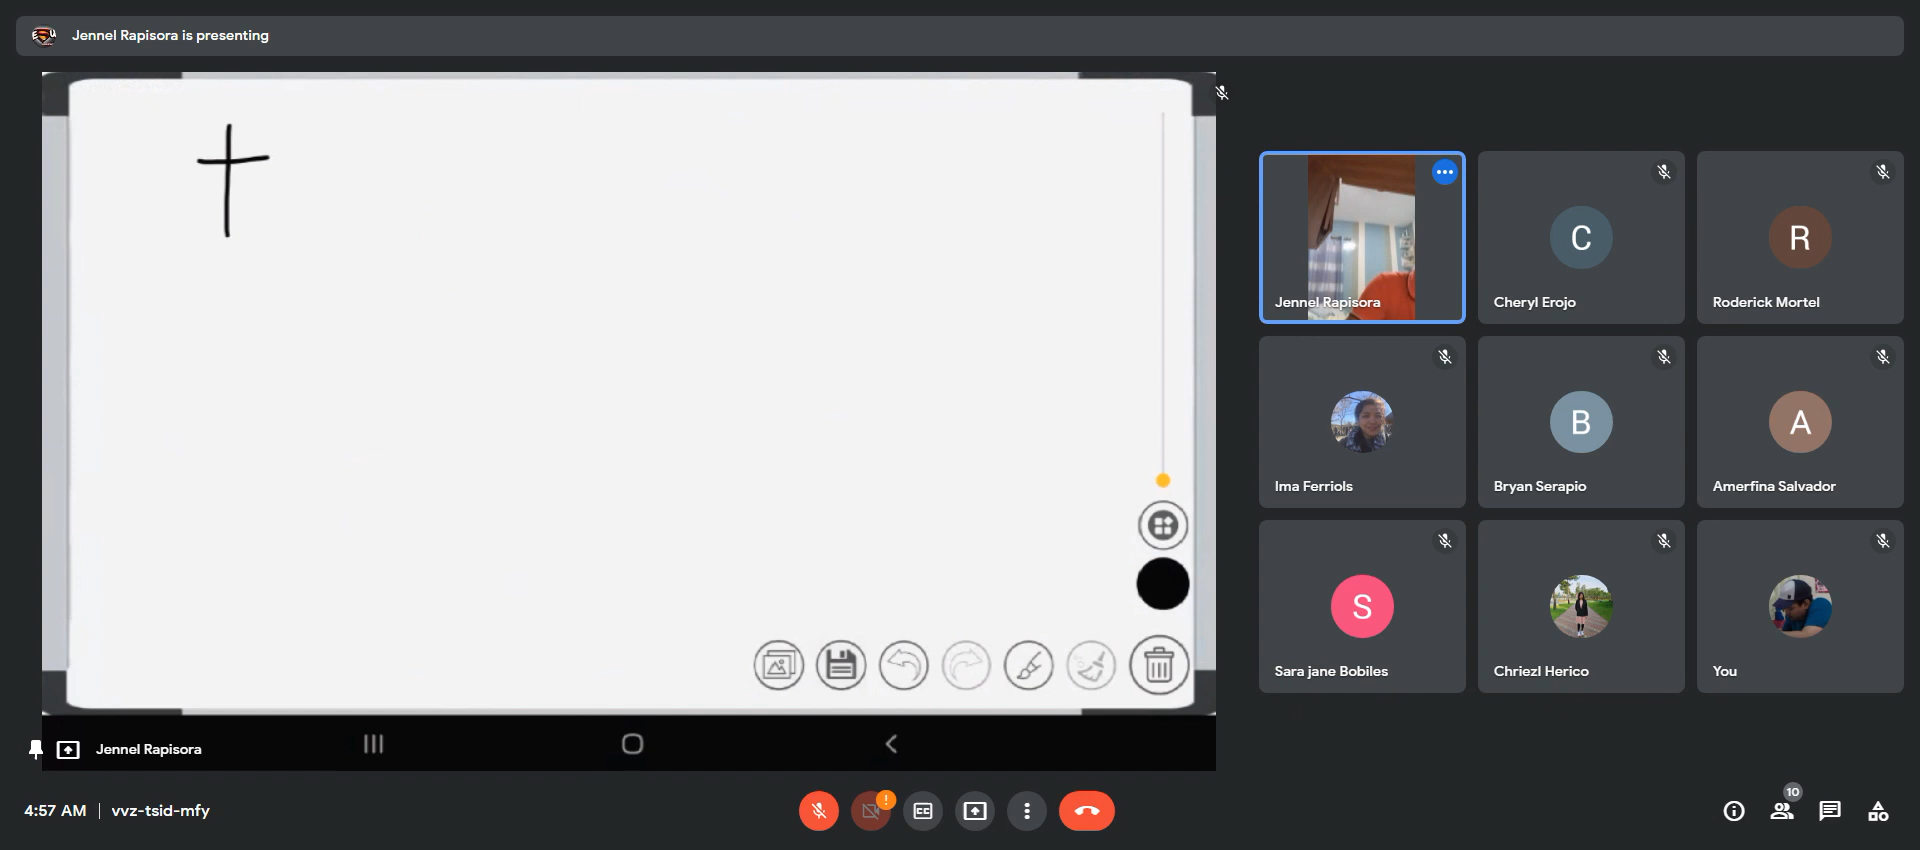 Jennel Rapisora is presenting
Jennel Rapisora
Cheryl Erojo
Roderick Mortel
Ima Ferriols
Bryan Serapio
Amerfina Salvador
Sara jane Bobiles
Chriezl Herico
You
C
R
B
A
S
Jennel Rapisora
4:57 AM | vvz-tsid-mfy
!
CC
10